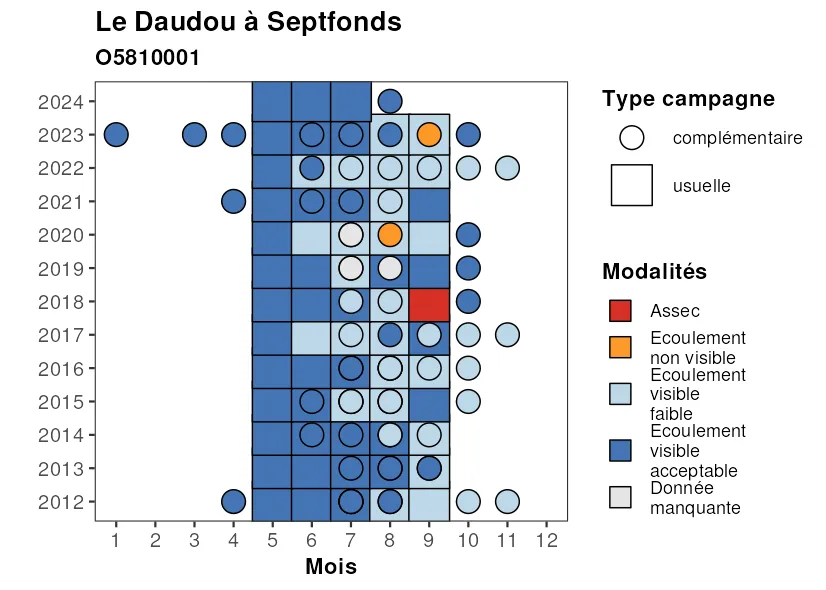 Le Daudou à Septfonds
O5810001
2024
2023
2022
2021
2020
2019
2018
2017
2016
2015
2014
2013
2012
1 2 3 4 5 6 7 8 9 10 11 12
Mois
Type campagne
complémentaire
usuelle
Modalités
Assec
Ecoulement
non visible
Ecoulement
visible
faible
Ecoulement
visible
acceptable
Donnée
manquante